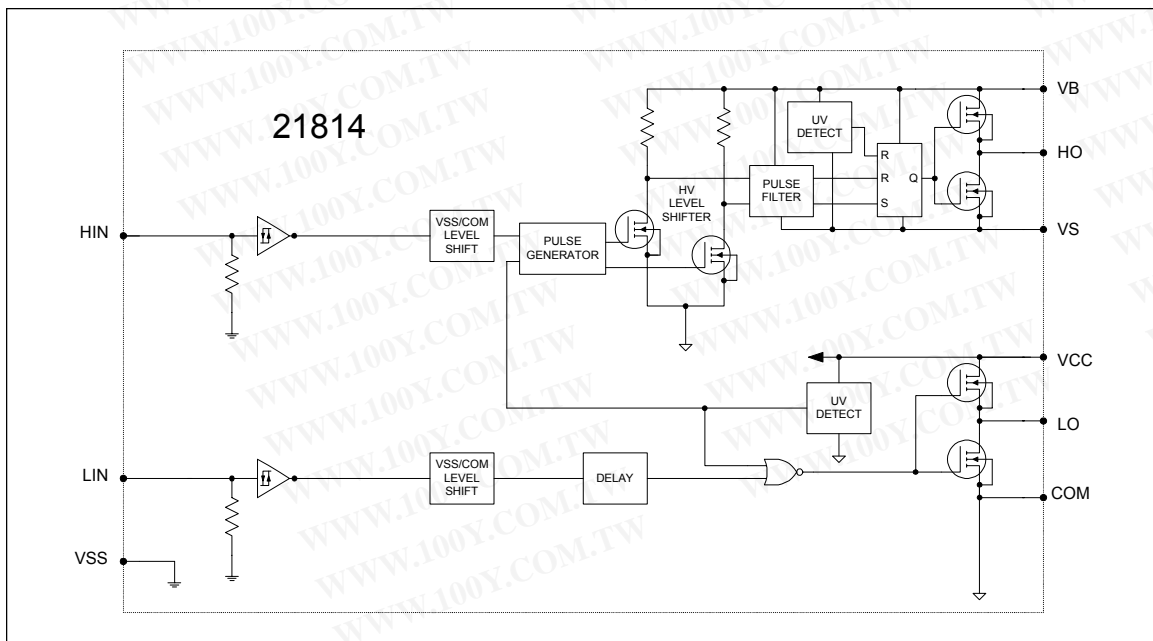 21814
VB
UV
DETECT
HO
R
R
Q
S
PULSE
FILTER
HV
LEVEL
SHIFTER
VS
HIN
VSS/COM
LEVEL
SHIFT
PULSE
GENERATOR
VCC
UV
DETECT
LO
LIN
VSS/COM
LEVEL
SHIFT
DELAY
COM
VSS
WWW.100Y.COM.TW